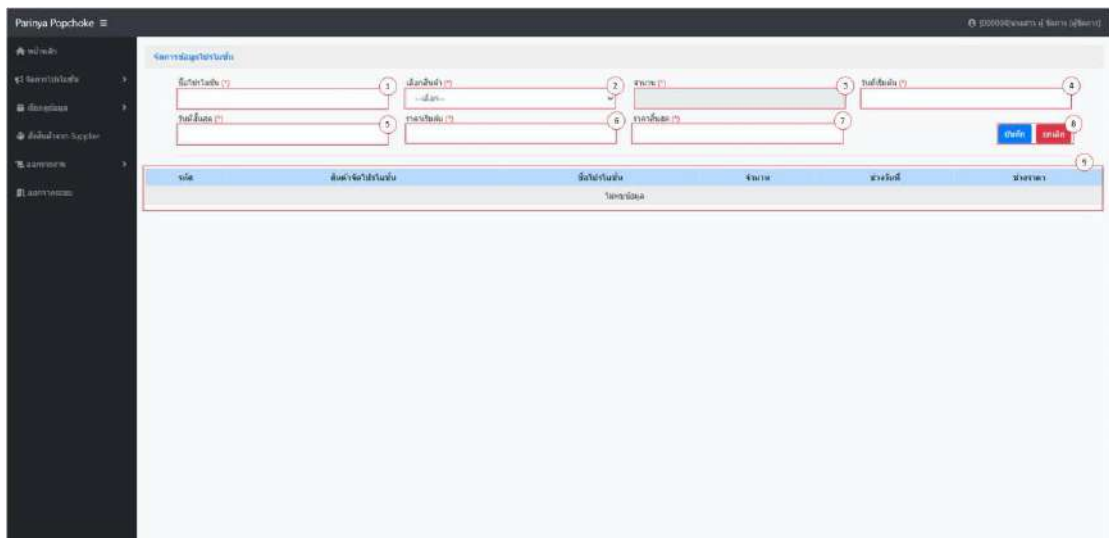 Parinya Popchoke
หน้าหลัก
จัดการโปรโมชั่น
เรียกดูข้อมูล
สั่งสินค้าจาก Supplier
ออกรายงาน
ออกจากระบบ
จัดการข้อมูลโปรโมชั่น
ชื่อโปรโมชั่น (*) 1
เลือกสินค้า (*) 2
--เลือก--
จำนวน (*) 3
วันที่เริ่มต้น (*) 4
วันที่สิ้นสุด (*) 5
ราคาเริ่มต้น (*) 6
ราคาสิ้นสุด (*) 7
บันทึก ยกเลิก 8
9
รหัส สินค้าจัดโปรโมชั่น ชื่อโปรโมชั่น จำนวน ช่วงวันที่ ช่วงราคา
ไม่พบข้อมูล